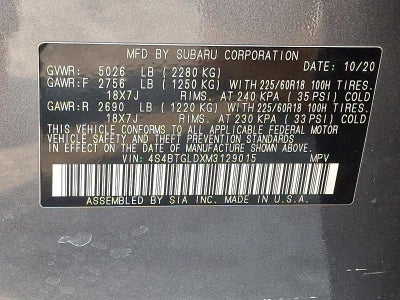 MFD BY SUBARU CORPORATION DATE: 10/20
GVWR: 5026 LB (2280 KG)
GAWR:F 2756 LB (1250 KG) WITH 225/60R18 100H TIRES.
18X7J RIMS. AT 240 KPA (35 PSI) COLD
GAWR:R 2690 LB (1220 KG) WITH 225/60R18 100H TIRES.
18X7J RIMS. AT 230 KPA (33 PSI) COLD
THIS VEHICLE CONFORMS TO ALL APPLICABLE FEDERAL MOTOR
VEHICLE SAFETY AND THEFT PREVENTION STANDARDS IN EFFECT ON THE
DATE OF MANUFACTURE SHOWN ABOVE.
VIN: 4S4BTGLDXM3129015 MPV
ASSEMBLED BY SIA INC. MADE IN U.S.A.